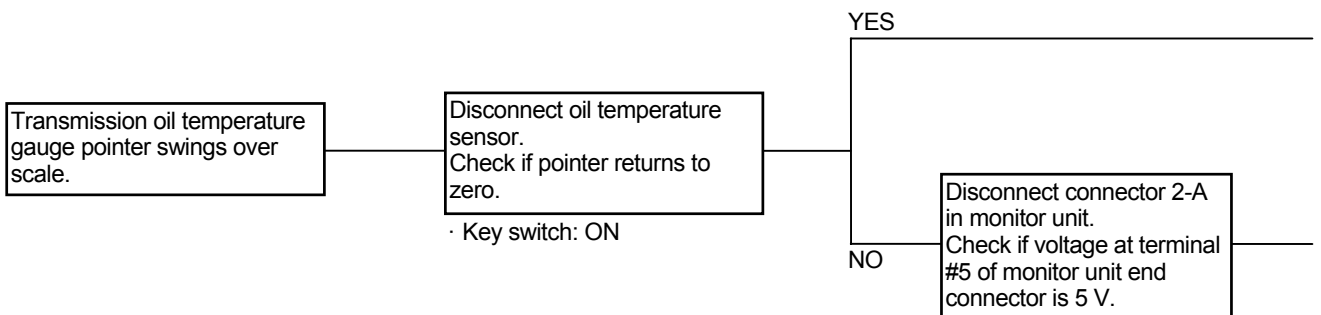 YES
Transmission oil temperature
gauge pointer swings over
scale.
Disconnect oil temperature
sensor.
Check if pointer returns to
zero.
· Key switch: ON
NO
Disconnect connector 2-A
in monitor unit.
Check if voltage at terminal
#5 of monitor unit end
connector is 5 V.